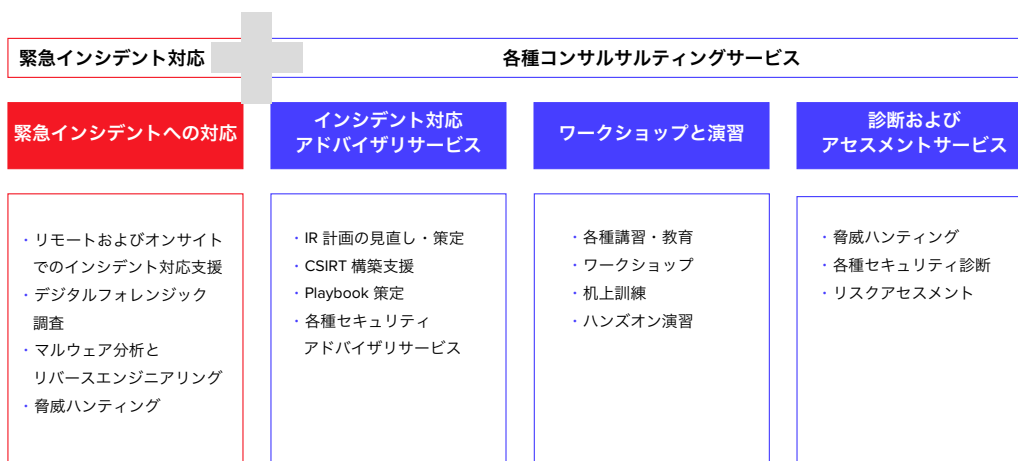 緊急インシデント対応
各種コンサルサルティングサービス
緊急インシデントへの対応
・リモートおよびオンサイト
でのインシデント対応支援
・デジタルフォレンジック
調査
・マルウェア分析と
リバースエンジニアリング
・脅威ハンティング
インシデント対応
アドバイザリサービス
・IR 計画の見直し・策定
・CSIRT 構築支援
・Playbook 策定
・各種セキュリティ
アドバイザリサービス
ワークショップと演習
・各種講習・教育
・ワークショップ
・机上訓練
・ハンズオン演習
診断および
アセスメントサービス
・脅威ハンティング
・各種セキュリティ診断
・リスクアセスメント